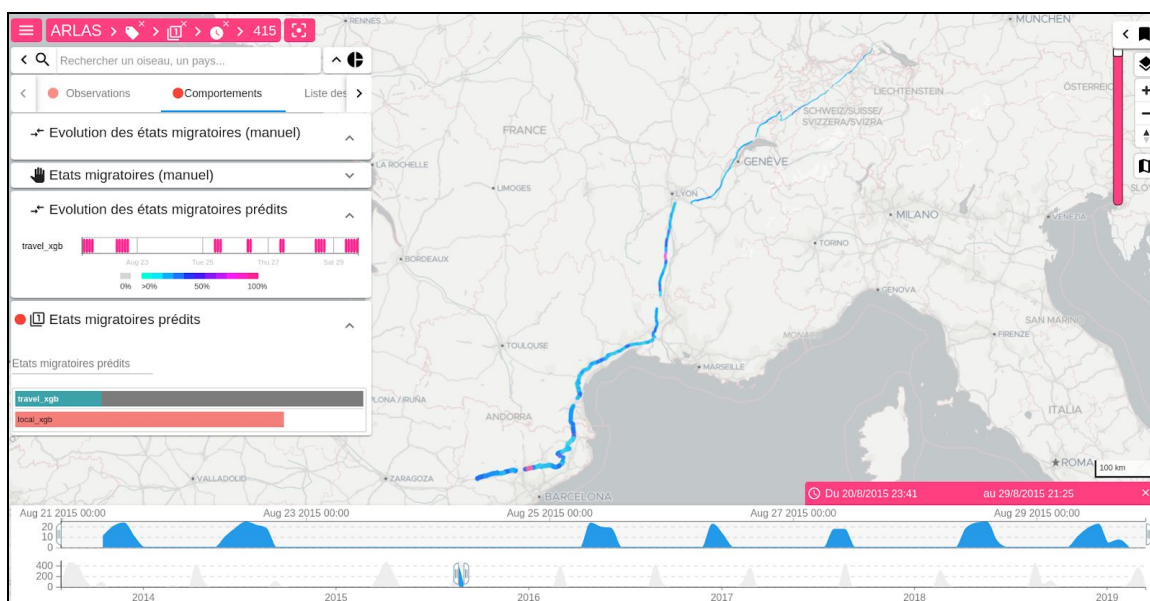 ARLAS > > > > 415
Rechercher un oiseau, un pays...
Observations
Comportements
Liste des
Evolution des états migratoires (manuel)
Etats migratoires (manuel)
Evolution des états migratoires prédits
travel_xgb
Aug 23 Tue 25 Thu 27 Sat 29
0% >0% 50% 100%
Etats migratoires prédits
Etats migratoires prédits
travel_xgb
local_xgb
RENNES
MÜNCHEN
LIECHTENSTEIN
ÖSTERREIC
SCHWEIZ/SUISSE/
SVIZZERA/SVIZRA
FRANCE
GENÈVE
LA ROCHELLE
LIMOGES
LYON
MILANO
VENEZIA
TORINO
BORDEAUX
GENOVA
SAN MARINO
MONA
FIRENZE
TOULOUSE
MARSEILLE
PLONA / IRUÑA
ANDORRA
ITALIA
VALLADOLID
ZARAGOZA
ROMA
100 km
BARCELONA
Du 20/8/2015 23:41 au 29/8/2015 21:25
Aug 21 2015 00:00 Aug 23 2015 00:00 Aug 25 2015 00:00 Aug 27 2015 00:00 Aug 29 2015 00:00
20
10
0
400
200
0
2014 2015 2016 2017 2018 2019